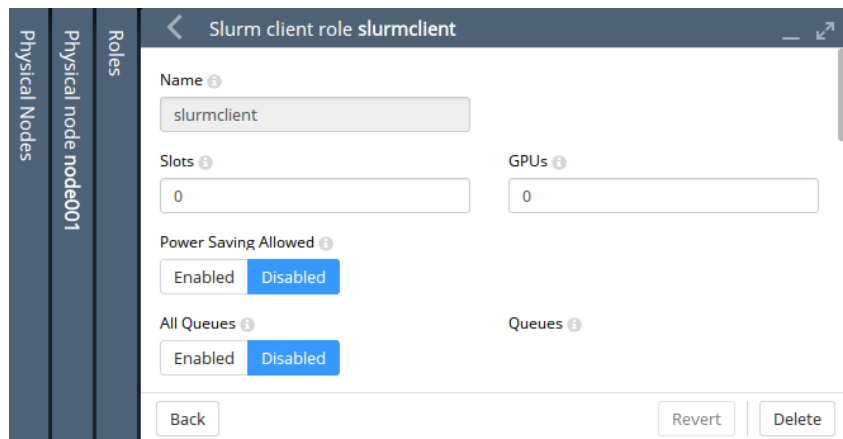 Physical Nodes
Physical node node001
Roles
Slurm client role slurmclient
Name
slurmclient
Slots
GPUs
0
0
Power Saving Allowed
Enabled Disabled
All Queues
Queues
Enabled Disabled
Back
Revert
Delete